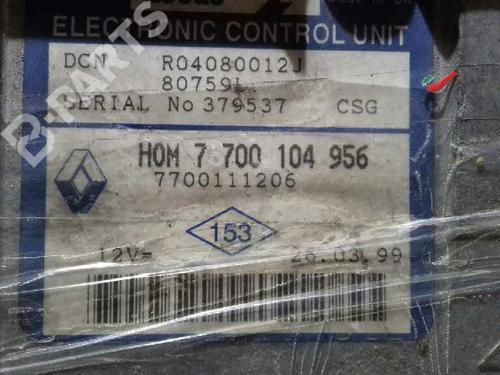 ELECTRONIC CONTROL UNIT
DCN R04080012J
80759L
SERIAL No 379537 CSG
HOM 7 700 104 956
7700111206
153
12V= 26.03.99
B-PARTS